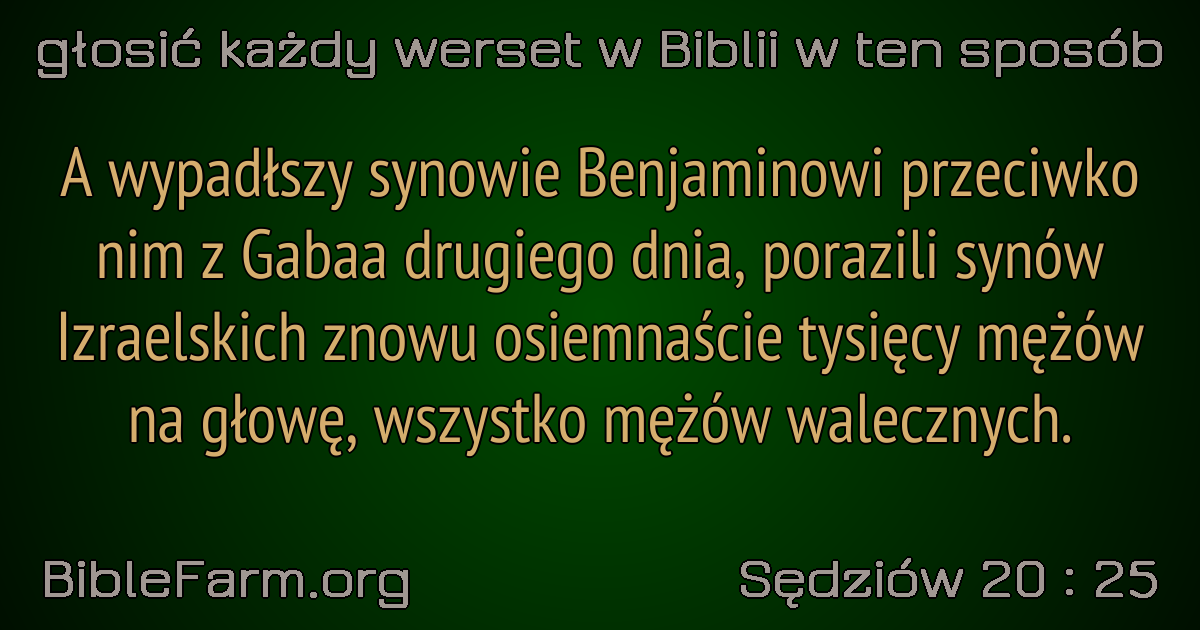 głosić każdy werset w Biblii w ten sposób
A wypadłszy synowie Benjaminowi przeciwko
nim z Gabaa drugiego dnia, porazili synów
Izraelskich znowu osiemnaście tysięcy mężów
na głowę, wszystko mężów walecznych.
BibleFarm.org
Sędziów 20 : 25